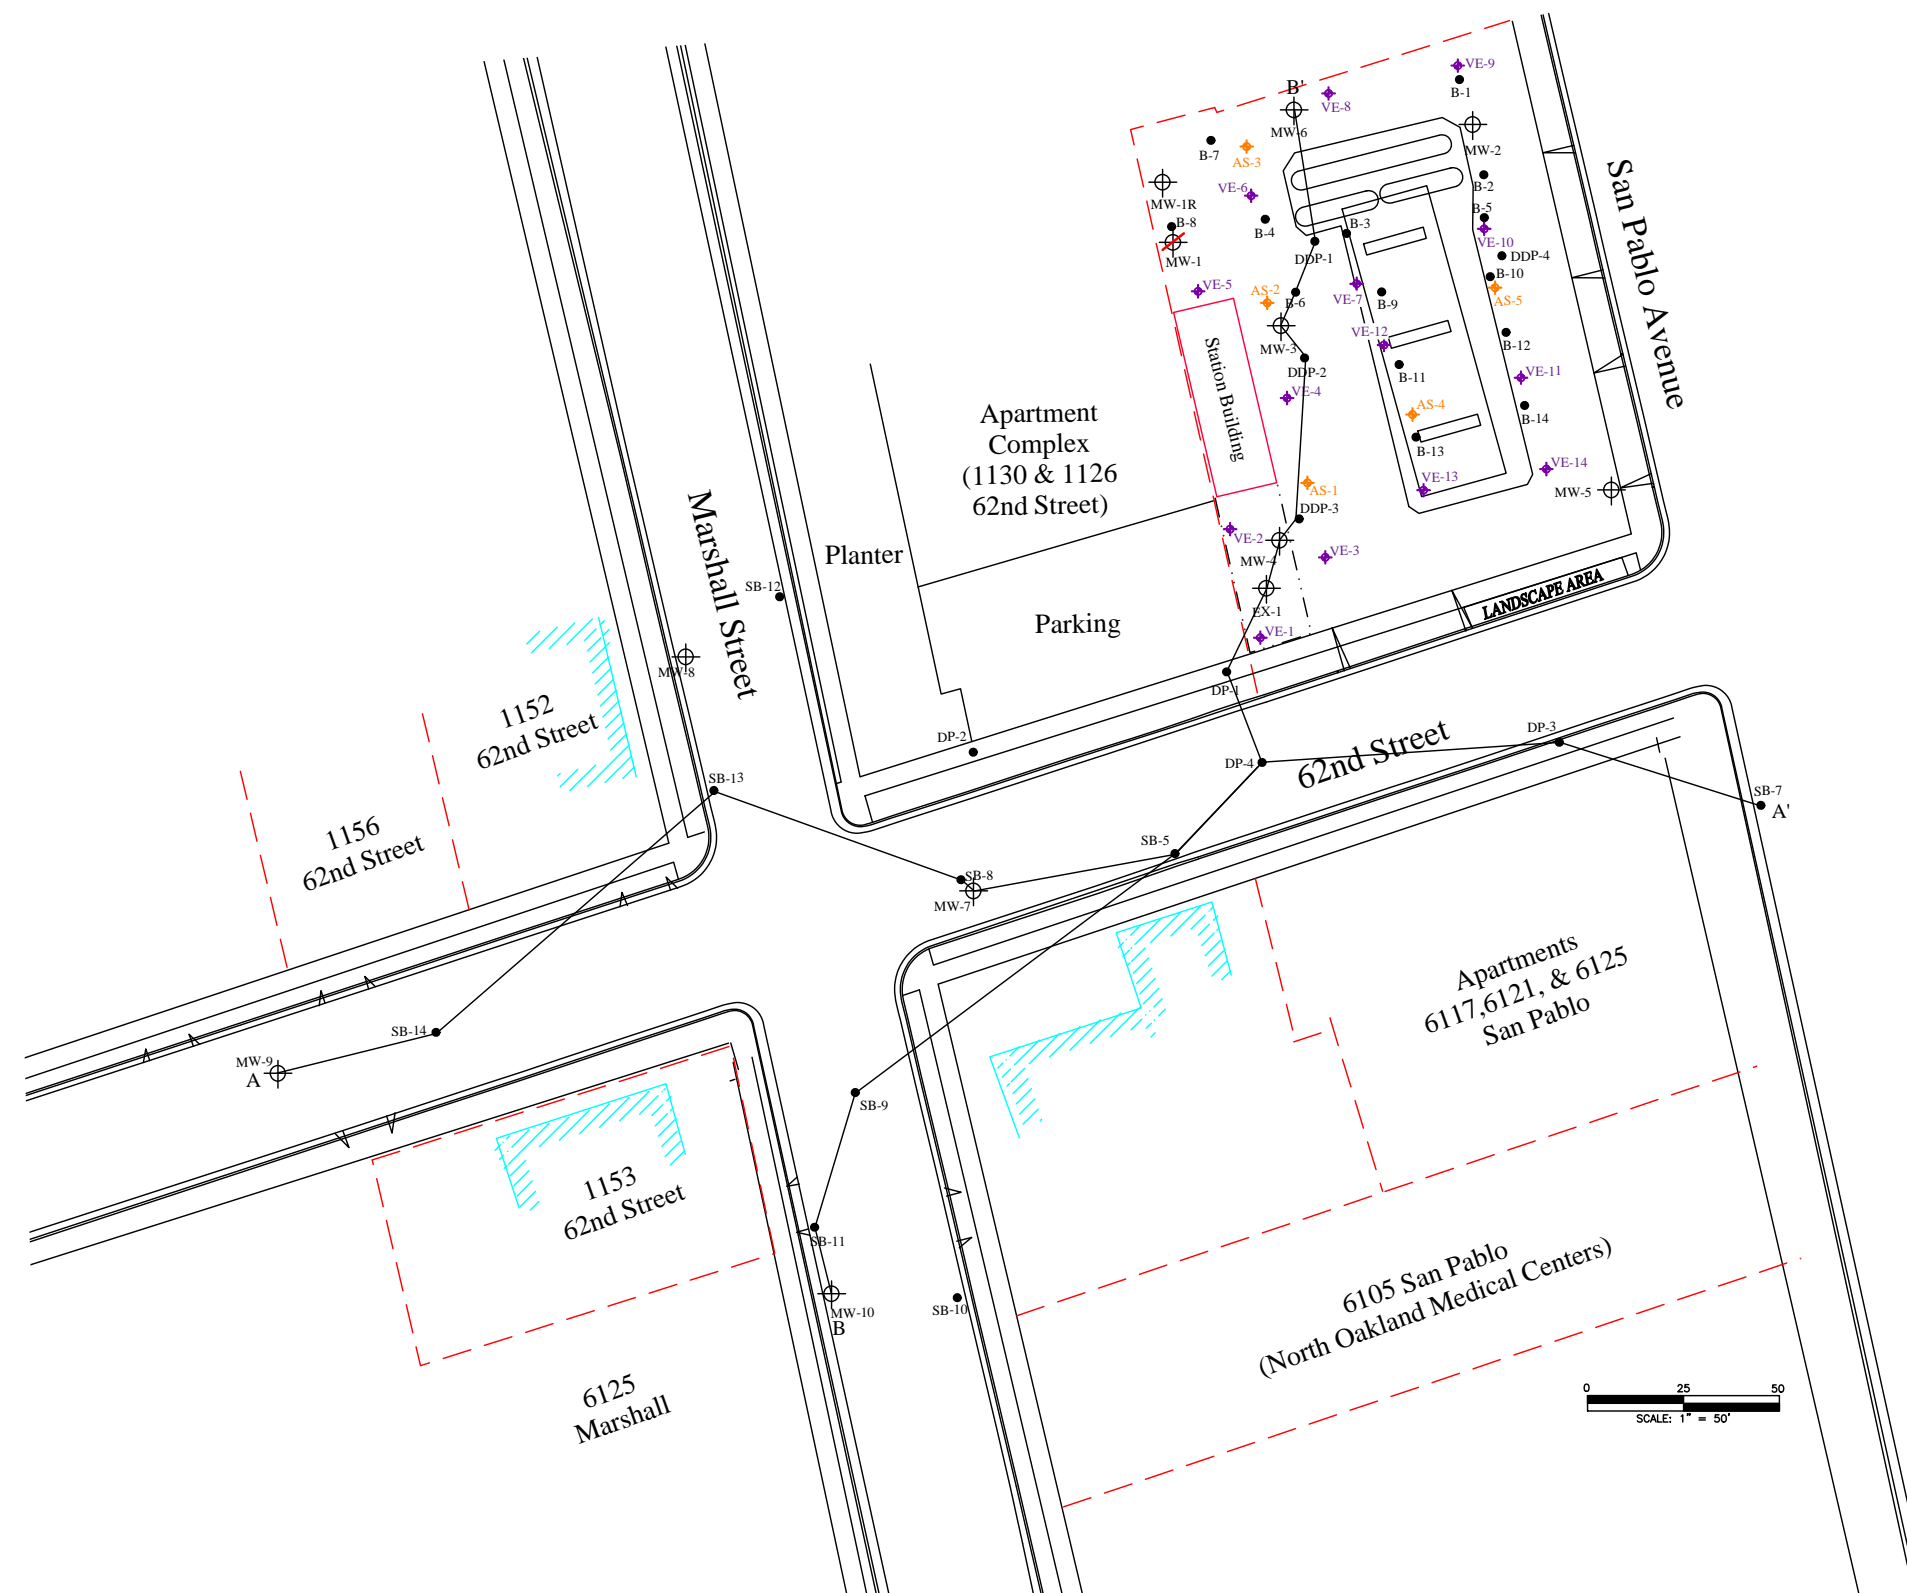 VE-9
B-1
B'
VE-8
MW-6
MW-2
B-7
AS-3
B-2
VE-6
MW-1R
B-8
B-4
B-3
B-5
VE-10
MW-1
DDP-1
DDP-4
B-10
VE-5
AS-2
B-6
VE-7
B-9
AS-5
San Pablo Avenue
VE-12
B-12
MW-3
DDP-2
B-11
VE-11
Station Building
VE-4
AS-4
B-14
Apartment
Complex
(1130 & 1126
62nd Street)
B-13
VE-14
VE-13
MW-5
AS-1
DDP-3
VE-2
MW-4
VE-3
Marshall Street
Planter
SB-12
EX-1
LANDSCAPE AREA
Parking
VE-1
MW-8
DP-1
1152
62nd Street
DP-2
DP-3
DP-4
62nd Street
SB-13
SB-7
A'
1156
62nd Street
SB-5
SB-8
MW-7
Apartments
6117,6121, & 6125
San Pablo
SB-14
MW-9
A
SB-9
1153
62nd Street
SB-11
MW-10
B
SB-10
6105 San Pablo
(North Oakland Medical Centers)
6125
Marshall
0 25 50
SCALE: 1" = 50'